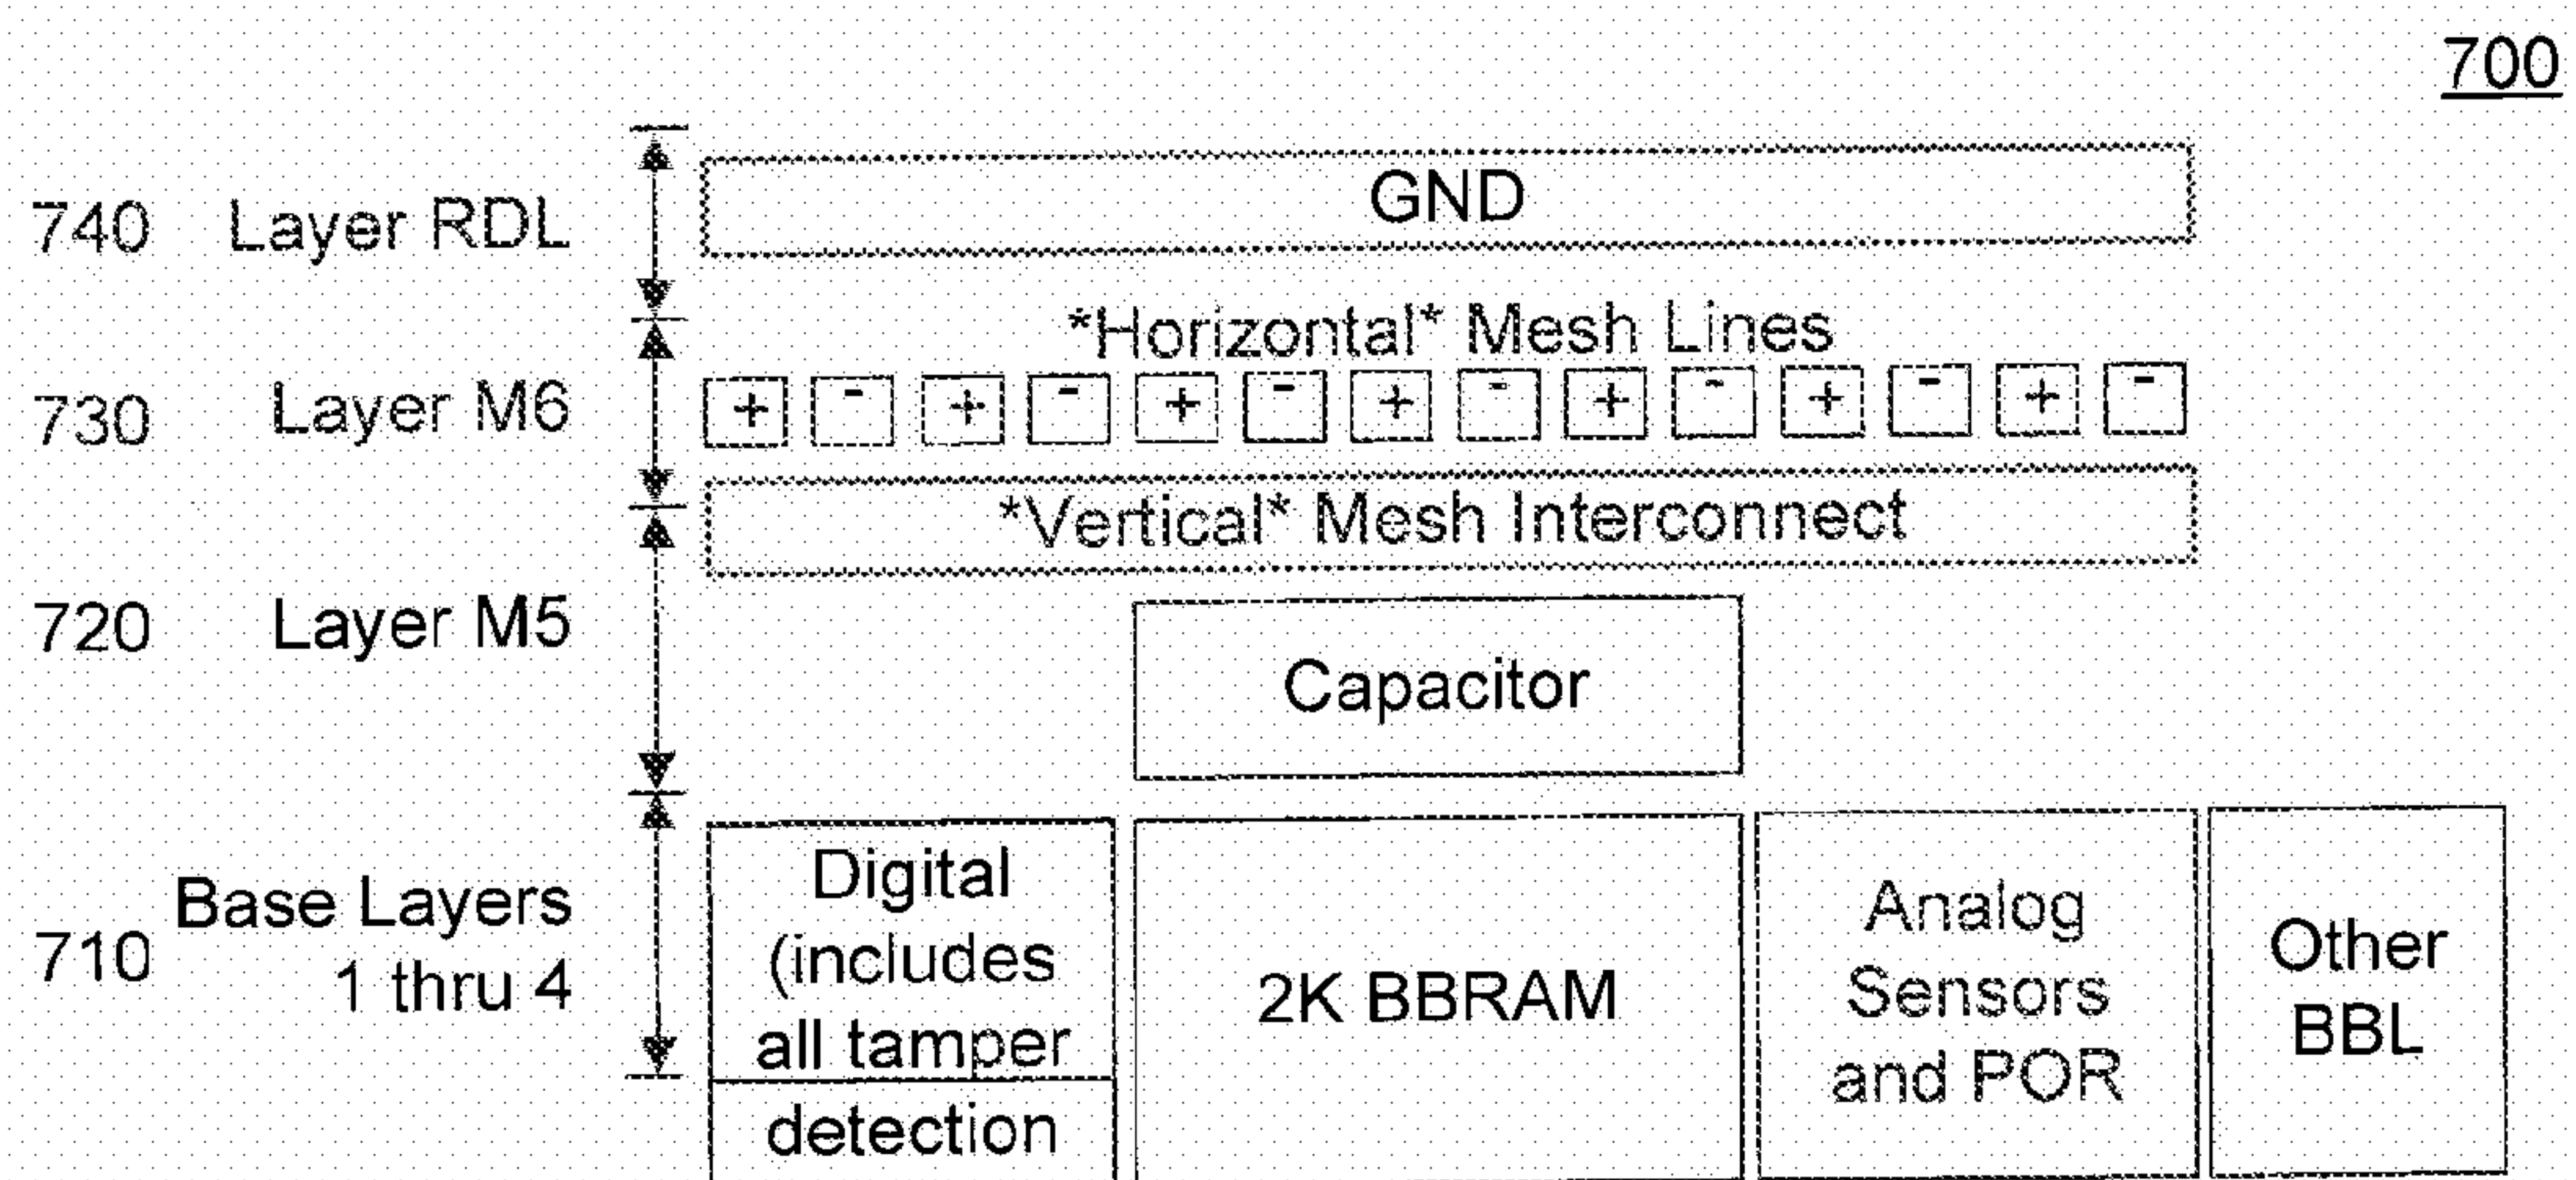 700
740 Layer RDL
GND
*Horizontal* Mesh Lines
730 Layer M6
+ - + - + - + - + - + - + -
*Vertical* Mesh Interconnect
720 Layer M5
Capacitor
710 Base Layers
1 thru 4
Digital
(includes
all tamper
detection
2K BBRAM
Analog
Sensors
and POR
Other
BBL